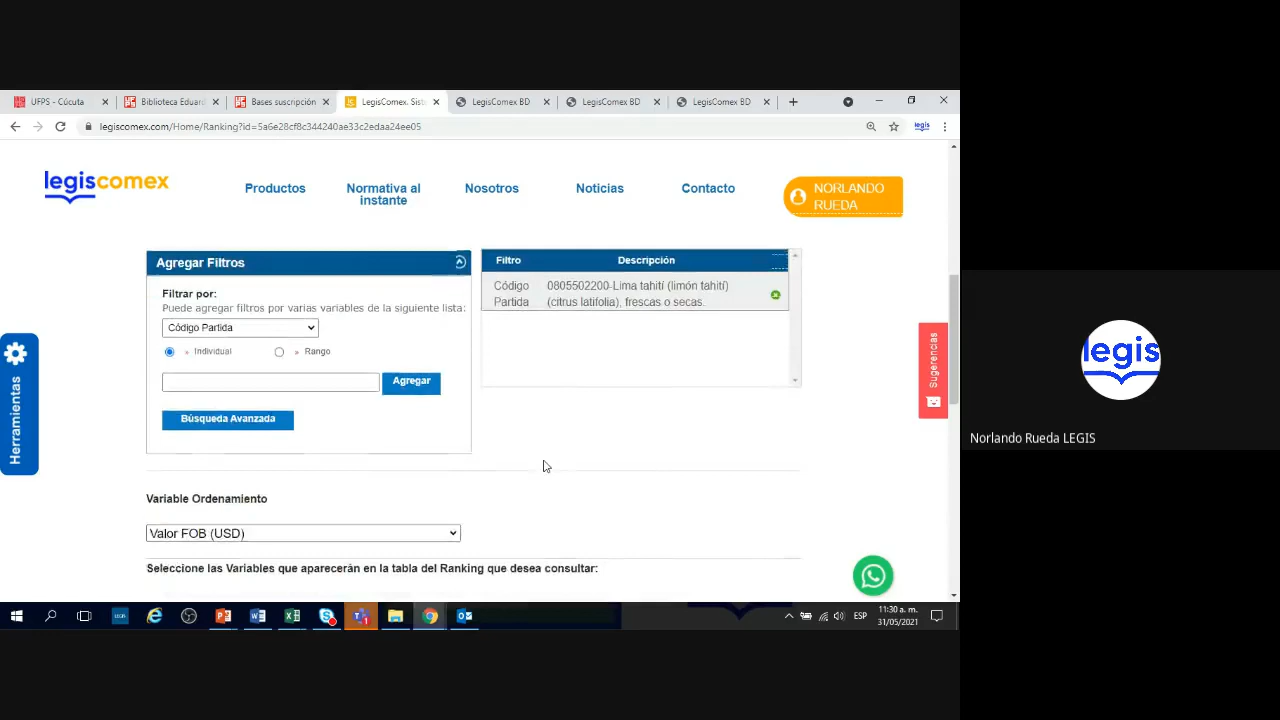 UFPS - Cúcuta
Biblioteca Eduard
Bases suscripción
LegisComex. Sist
LegisComex BD
LegisComex BD
LegisComex BD
legiscomex.com/Home/Ranking?id=5a6e28cf8c344240ae33c2edaa24ee05
legis
legiscomex
Productos
Normativa al
instante
Nosotros
Noticias
Contacto
NORLANDO
RUEDA
Agregar Filtros
Filtrar por:
Puede agregar filtros por varias variables de la siguiente lista:
Código Partida
» Individual
» Rango
Agregar
Búsqueda Avanzada
Filtro
Descripción
Código
Partida
0805502200-Lima tahití (limón tahití)
(citrus latifolia), frescas o secas.
Herramientas
Sugerencias
Variable Ordenamiento
Valor FOB (USD)
Seleccione las Variables que aparecerán en la tabla del Ranking que desea consultar:
ESP
11:30 a. m.
31/05/2021
legis
Norlando Rueda LEGIS